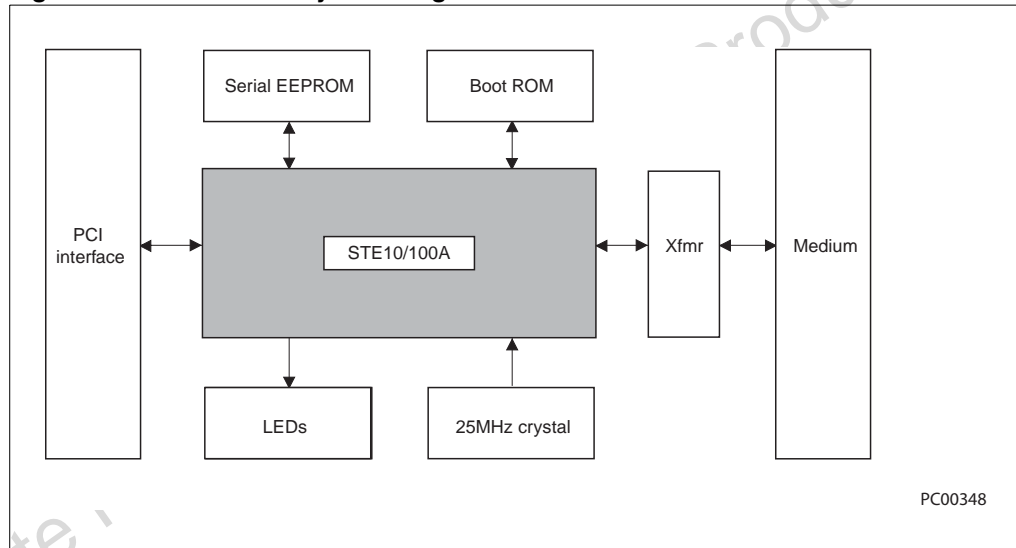 Serial EEPROM
Boot ROM
PCI
interface
STE10/100A
Xfmr
Medium
LEDs
25MHz crystal
PC00348